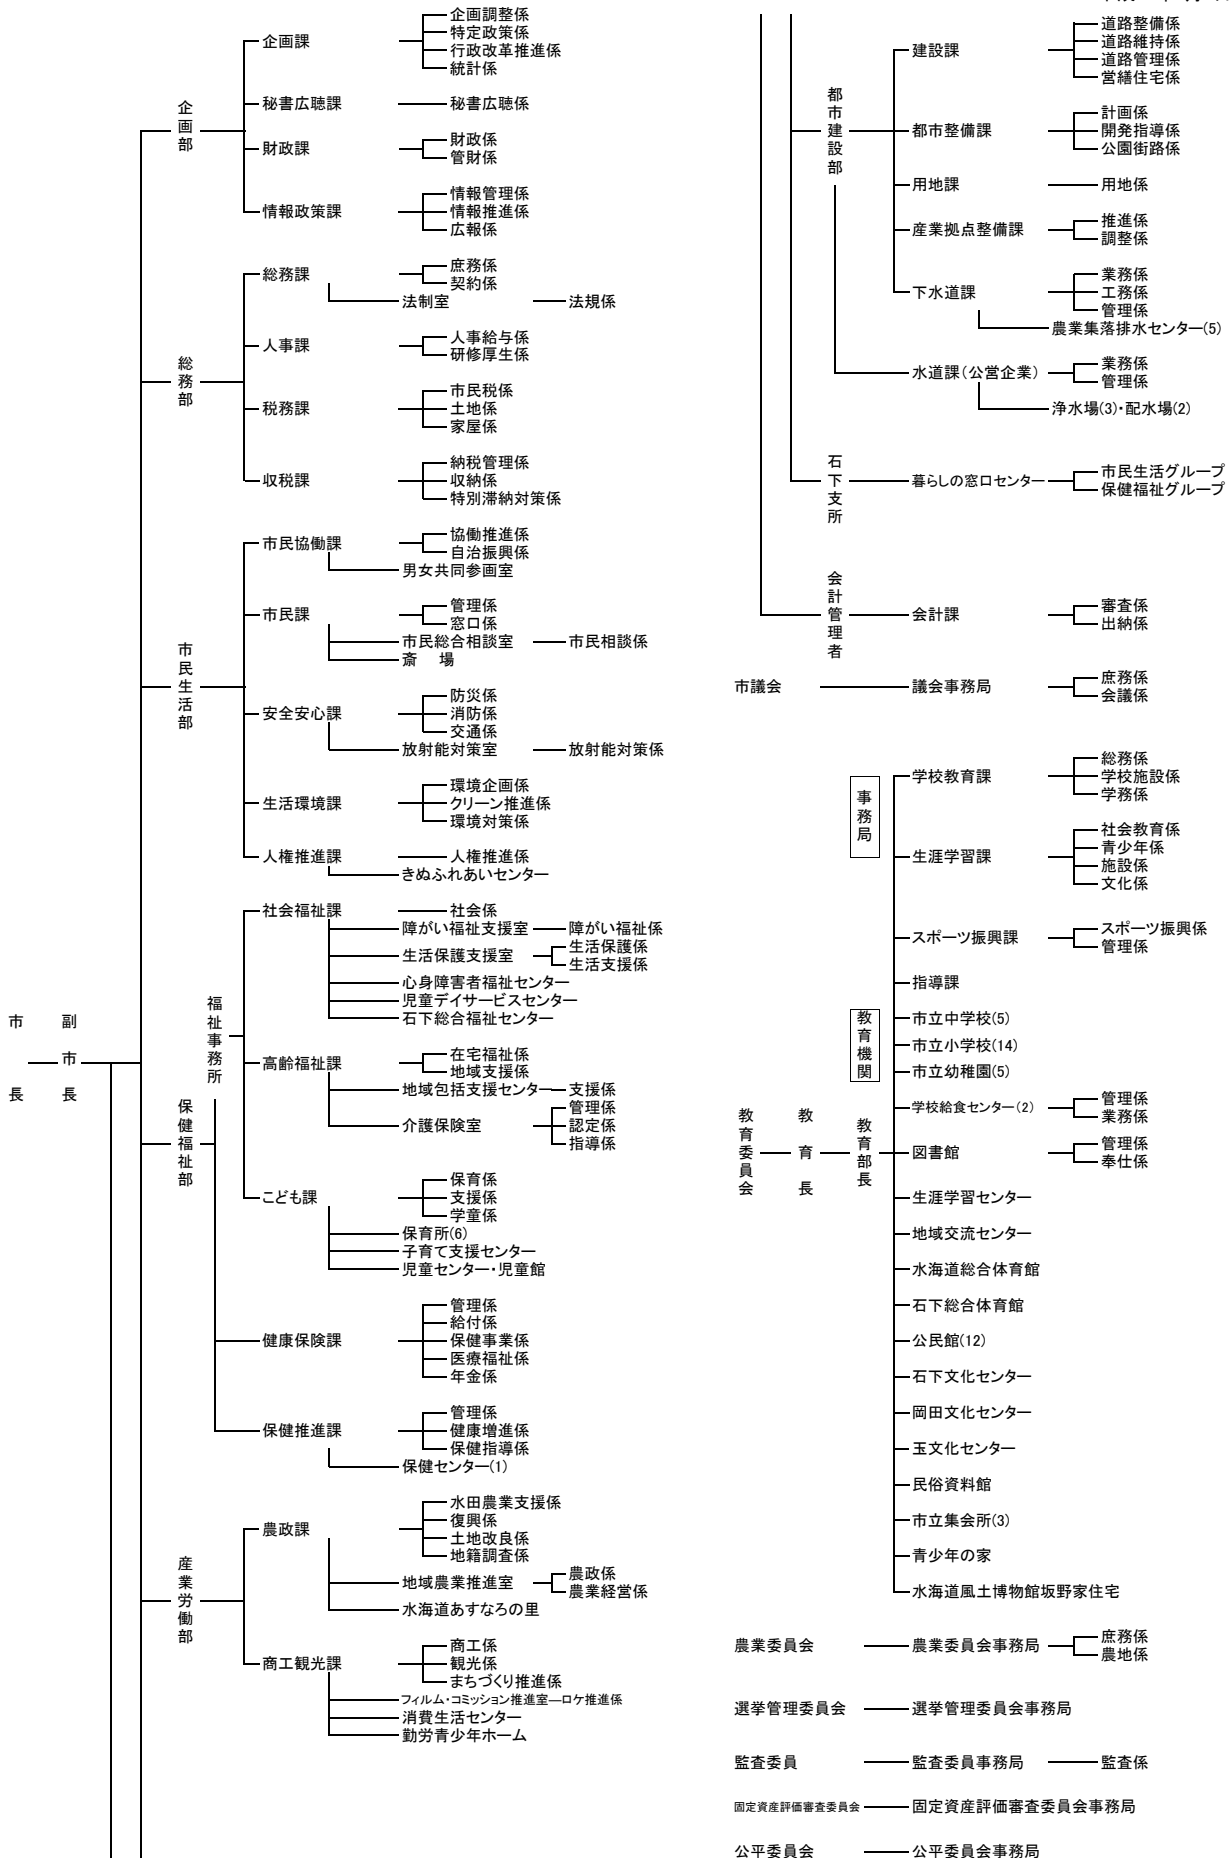 市長
副市長
企画部
企画課
企画調整係
特定政策係
行政改革推進係
統計係
秘書広聴課
秘書広聴係
財政課
財政係
管財係
情報政策課
情報管理係
情報推進係
広報係
総務部
総務課
庶務係
契約係
法制室
法規係
人事課
人事給与係
研修厚生係
税務課
市民税係
土地係
家屋係
収税課
納税管理係
収納係
特別滞納対策係
市民生活部
市民協働課
協働推進係
自治振興係
男女共同参画室
市民課
管理係
窓口係
市民総合相談室
市民相談係
斎　場
安全安心課
防災係
消防係
交通係
放射能対策室
放射能対策係
生活環境課
環境企画係
クリーン推進係
環境対策係
人権推進課
人権推進係
きぬふれあいセンター
保健福祉部
福祉事務所
社会福祉課
社会係
障がい福祉支援室
障がい福祉係
生活保護支援室
生活保護係
生活支援係
心身障害者福祉センター
児童デイサービスセンター
石下総合福祉センター
高齢福祉課
在宅福祉係
地域支援係
地域包括支援センター
支援係
介護保険室
管理係
認定係
指導係
こども課
保育係
支援係
学童係
保育所(6)
子育て支援センター
児童センター・児童館
健康保険課
管理係
給付係
保健事業係
医療福祉係
年金係
保健推進課
管理係
健康増進係
保健指導係
保健センター(1)
産業労働部
農政課
水田農業支援係
復興係
土地改良係
地籍調査係
地域農業推進室
農政係
農業経営係
水海道あすなろの里
商工観光課
商工係
観光係
まちづくり推進係
フィルム・コミッション推進室―ロケ推進係
消費生活センター
勤労青少年ホーム
都市建設部
建設課
道路整備係
道路維持係
道路管理係
営繕住宅係
都市整備課
計画係
開発指導係
公園街路係
用地課
用地係
産業拠点整備課
推進係
調整係
下水道課
業務係
工務係
管理係
農業集落排水センター(5)
水道課(公営企業)
業務係
管理係
浄水場(3)・配水場(2)
石下支所
暮らしの窓口センター
市民生活グループ
保健福祉グループ
会計管理者
会計課
審査係
出納係
市議会
議会事務局
庶務係
会議係
教育委員会
教育長
教育部長
事務局
学校教育課
総務係
学校施設係
学務係
生涯学習課
社会教育係
青少年係
施設係
文化係
スポーツ振興課
スポーツ振興係
管理係
指導課
教育機関
市立中学校(5)
市立小学校(14)
市立幼稚園(5)
学校給食センター(2)
管理係
業務係
図書館
管理係
奉仕係
生涯学習センター
地域交流センター
水海道総合体育館
石下総合体育館
公民館(12)
石下文化センター
岡田文化センター
玉文化センター
民俗資料館
市立集会所(3)
青少年の家
水海道風土博物館坂野家住宅
農業委員会
農業委員会事務局
庶務係
農地係
選挙管理委員会
選挙管理委員会事務局
監査委員
監査委員事務局
監査係
固定資産評価審査委員会
固定資産評価審査委員会事務局
公平委員会
公平委員会事務局